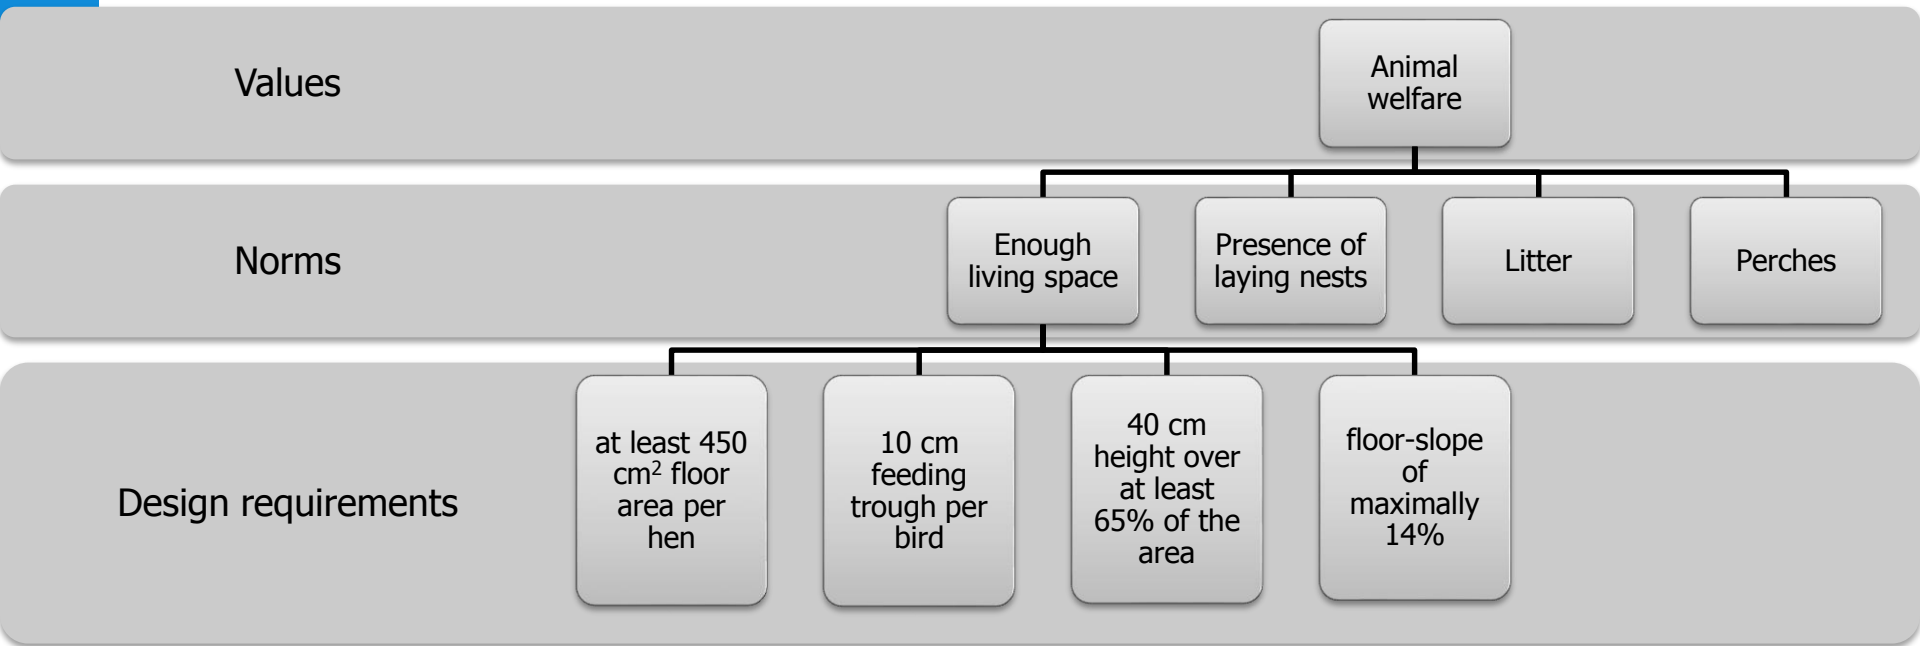 Values
Animal
welfare
Norms
Enough
living space
Presence of
laying nests
Litter
Perches
Design requirements
at least 450
cm² floor
area per
hen
10 cm
feeding
trough per
bird
40 cm
height over
at least
65% of the
area
floor-slope
of
maximally
14%